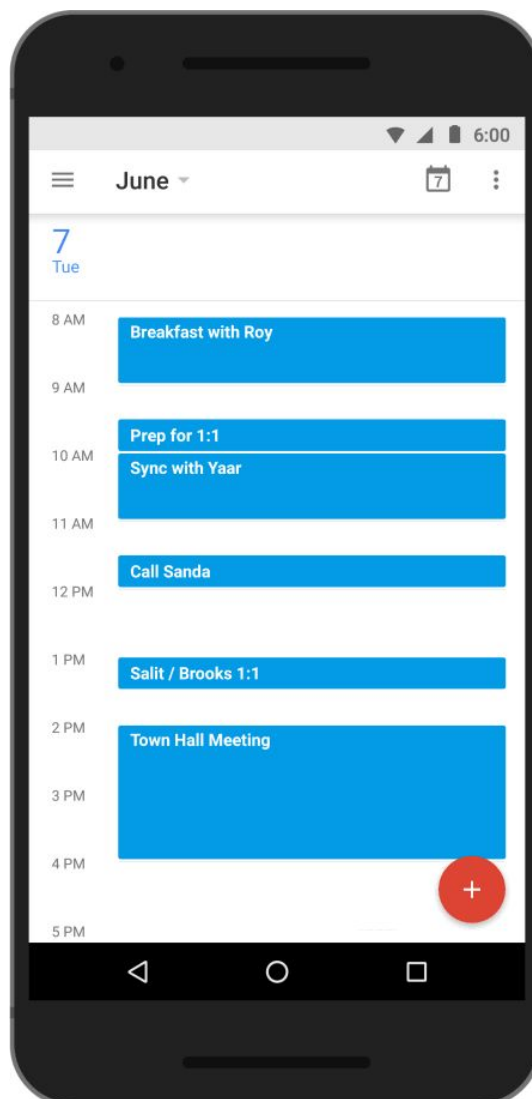 6:00
June
7
7
Tue
8 AM
Breakfast with Roy
9 AM
Prep for 1:1
10 AM
Sync with Yaar
11 AM
Call Sanda
12 PM
1 PM
Salit / Brooks 1:1
2 PM
Town Hall Meeting
3 PM
4 PM
+
5 PM